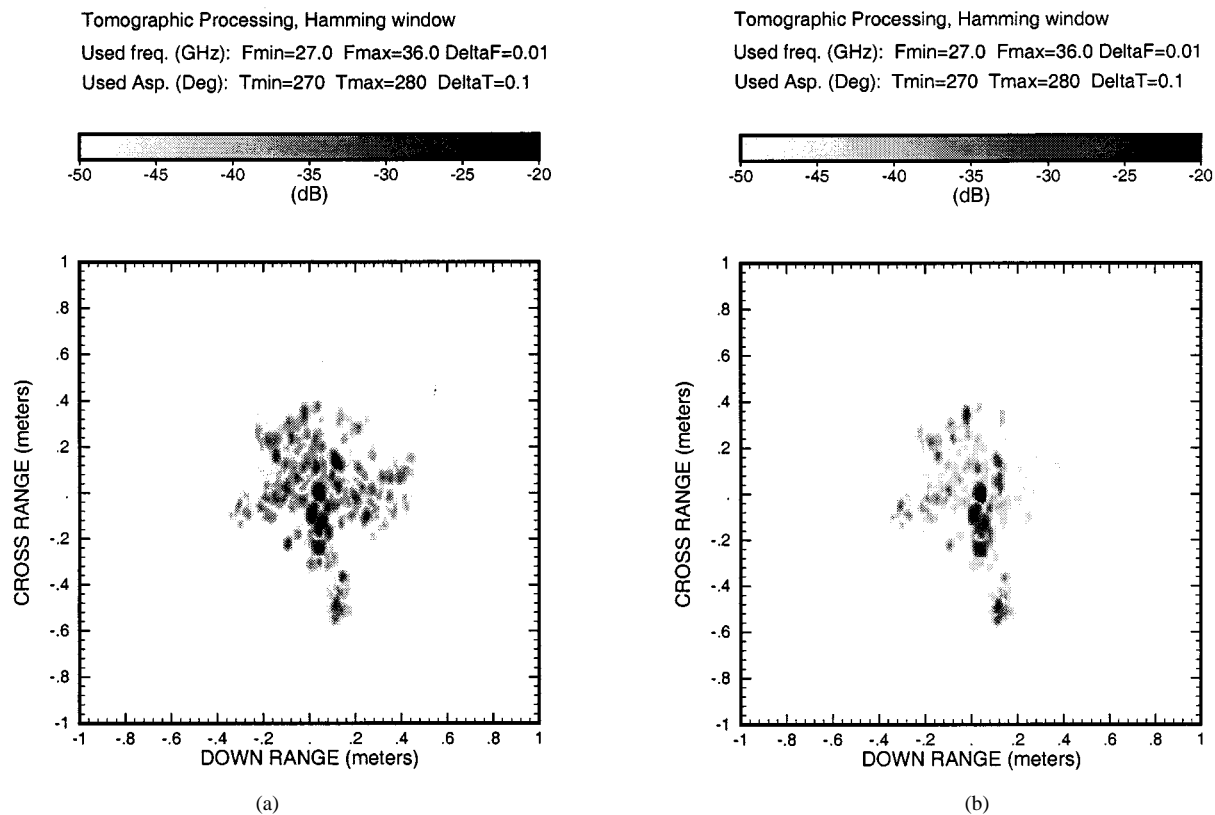 Tomographic Processing, Hamming window
Used freq. (GHz): Fmin=27.0 Fmax=36.0 DeltaF=0.01
Used Asp. (Deg): Tmin=270 Tmax=280 DeltaT=0.1
-50 -45 -40 -35 -30 -25 -20
(dB)
1
.8
.6
.4
.2
.
-.2
-.4
-.6
-.8
-1
CROSS RANGE (meters)
-1 -.8 -.6 -.4 -.2 . .2 .4 .6 .8 1
DOWN RANGE (meters)
(a)
Tomographic Processing, Hamming window
Used freq. (GHz): Fmin=27.0 Fmax=36.0 DeltaF=0.01
Used Asp. (Deg): Tmin=270 Tmax=280 DeltaT=0.1
-50 -45 -40 -35 -30 -25 -20
(dB)
1
.8
.6
.4
.2
.
-.2
-.4
-.6
-.8
-1
CROSS RANGE (meters)
-1 -.8 -.6 -.4 -.2 . .2 .4 .6 .8 1
DOWN RANGE (meters)
(b)